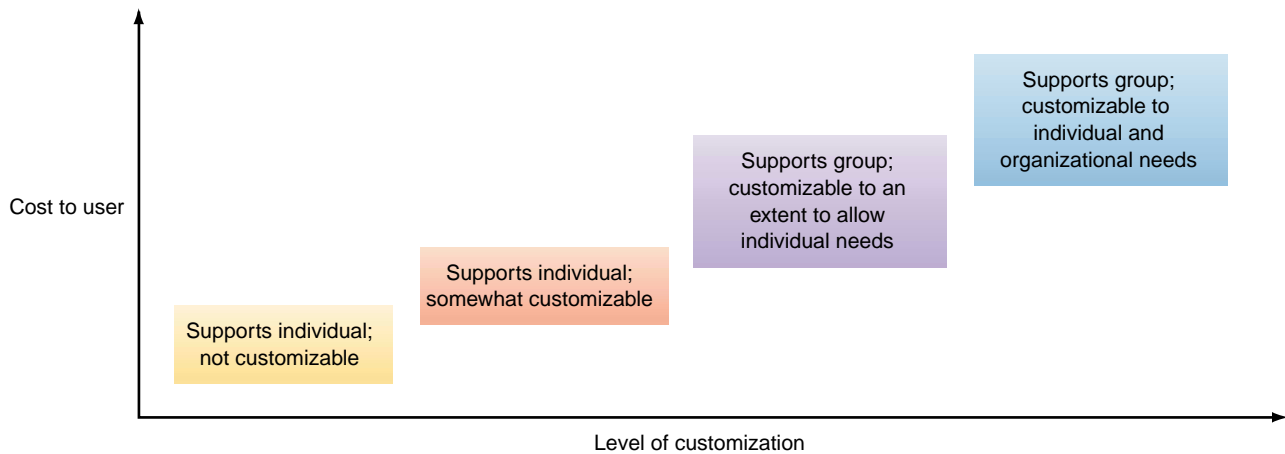 Supports group;
customizable to
individual and
organizational needs
Supports group;
customizable to an
extent to allow
individual needs
Cost to user
Supports individual;
somewhat customizable
Supports individual;
not customizable
Level of customization